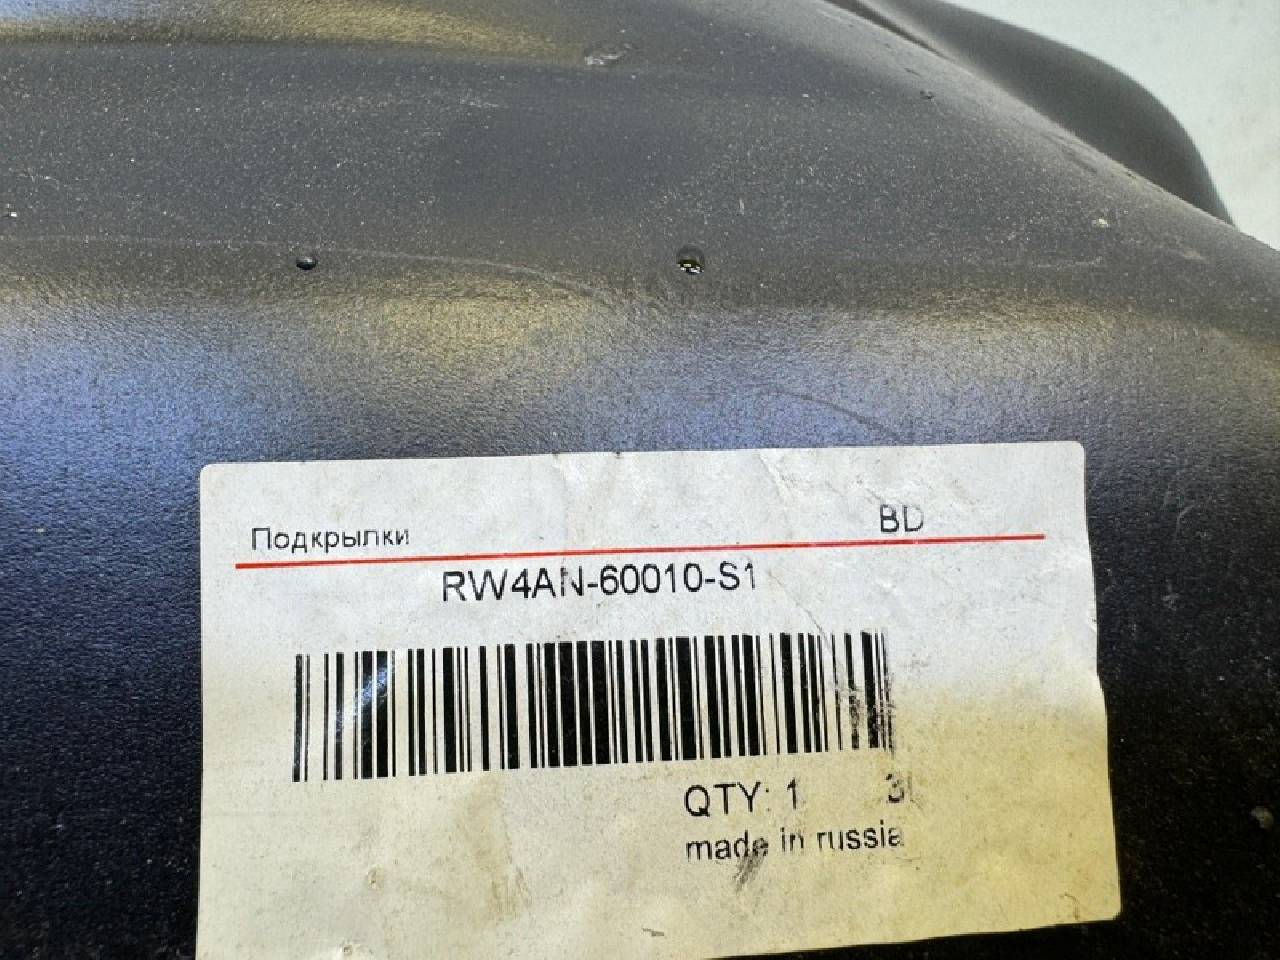 Подкрылки BD
RW4AN-60010-S1
QTY: 1
made in russia